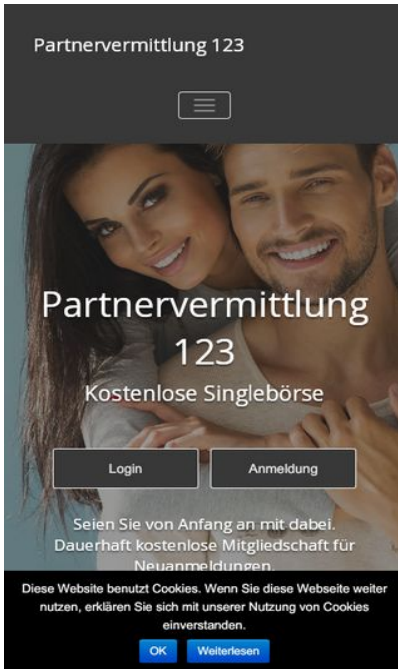 Partnervermittlung 123
Partnervermittlung
123
Kostenlose Singlebörse
Login
Anmeldung
Seien Sie von Anfang an mit dabei.
Dauerhaft kostenlose Mitgliedschaft für
Neuanmeldungen.
Diese Website benutzt Cookies. Wenn Sie diese Webseite weiter
nutzen, erklären Sie sich mit unserer Nutzung von Cookies
einverstanden.
OK
Weiterlesen